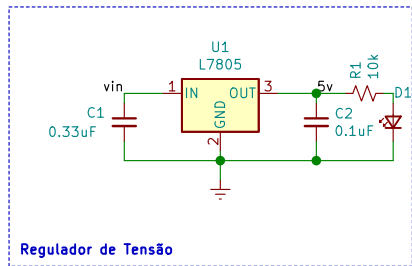 U1
L7805
vin
1
IN
OUT
3
5v
R1
10k
D1
C1
0.33uF
GND
2
C2
0.1uF
Regulador de Tensão